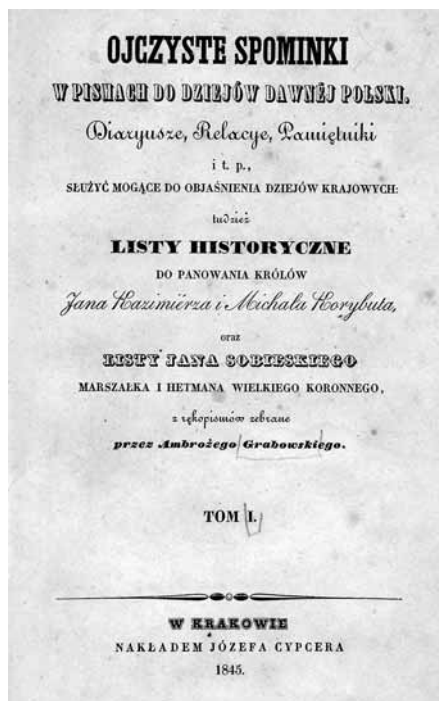 OJCZYSTE SPOMINKI
W PISMACH DO DZIEJÓW DAWNÉJ POLSKI.
Diaryusze, Relacye, Pamiętniki
i t. p.,
SŁUŻYĆ MOGĄCE DO OBJAŚNIENIA DZIEJÓW KRAJOWYCH:
tudzież
LISTY HISTORYCZNE
DO PANOWANIA KRÓLÓW
Jana Kazimiérza i Michała Korybuta,
oraz
LISTY JANA SOBIESKIEGO
MARSZAŁKA I HETMANA WIELKIEGO KORONNEGO,
z rękopismów zebrane
przez Ambrożego Grabowskiego.
TOM I.
W KRAKOWIE
NAKŁADEM JÓZEFA CYPCERA
1845.